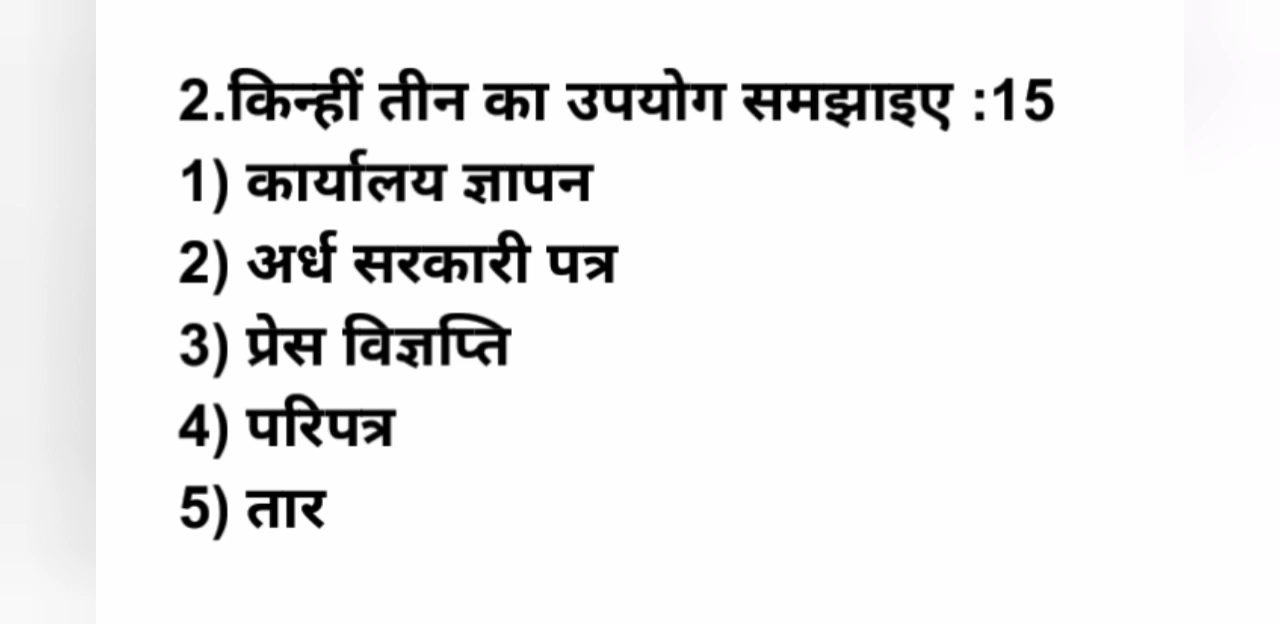 2.किन्हीं तीन का उपयोग समझाइए :15
1) कार्यालय ज्ञापन
2) अर्ध सरकारी पत्र
3) प्रेस विज्ञप्ति
4) परिपत्र
5) तार